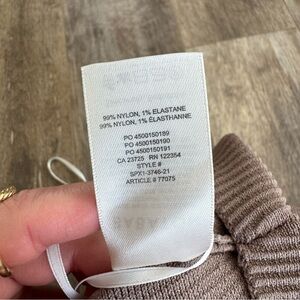 99% NYLON, 1% ELASTANE
99% NYLON, 1% ÉLASTHANNE
PO 4500150189
PO 4500150190
PO 4500150191
CA 23725 RN 122354
STYLE #
SPX1-3746-21
ARTICLE # 77075